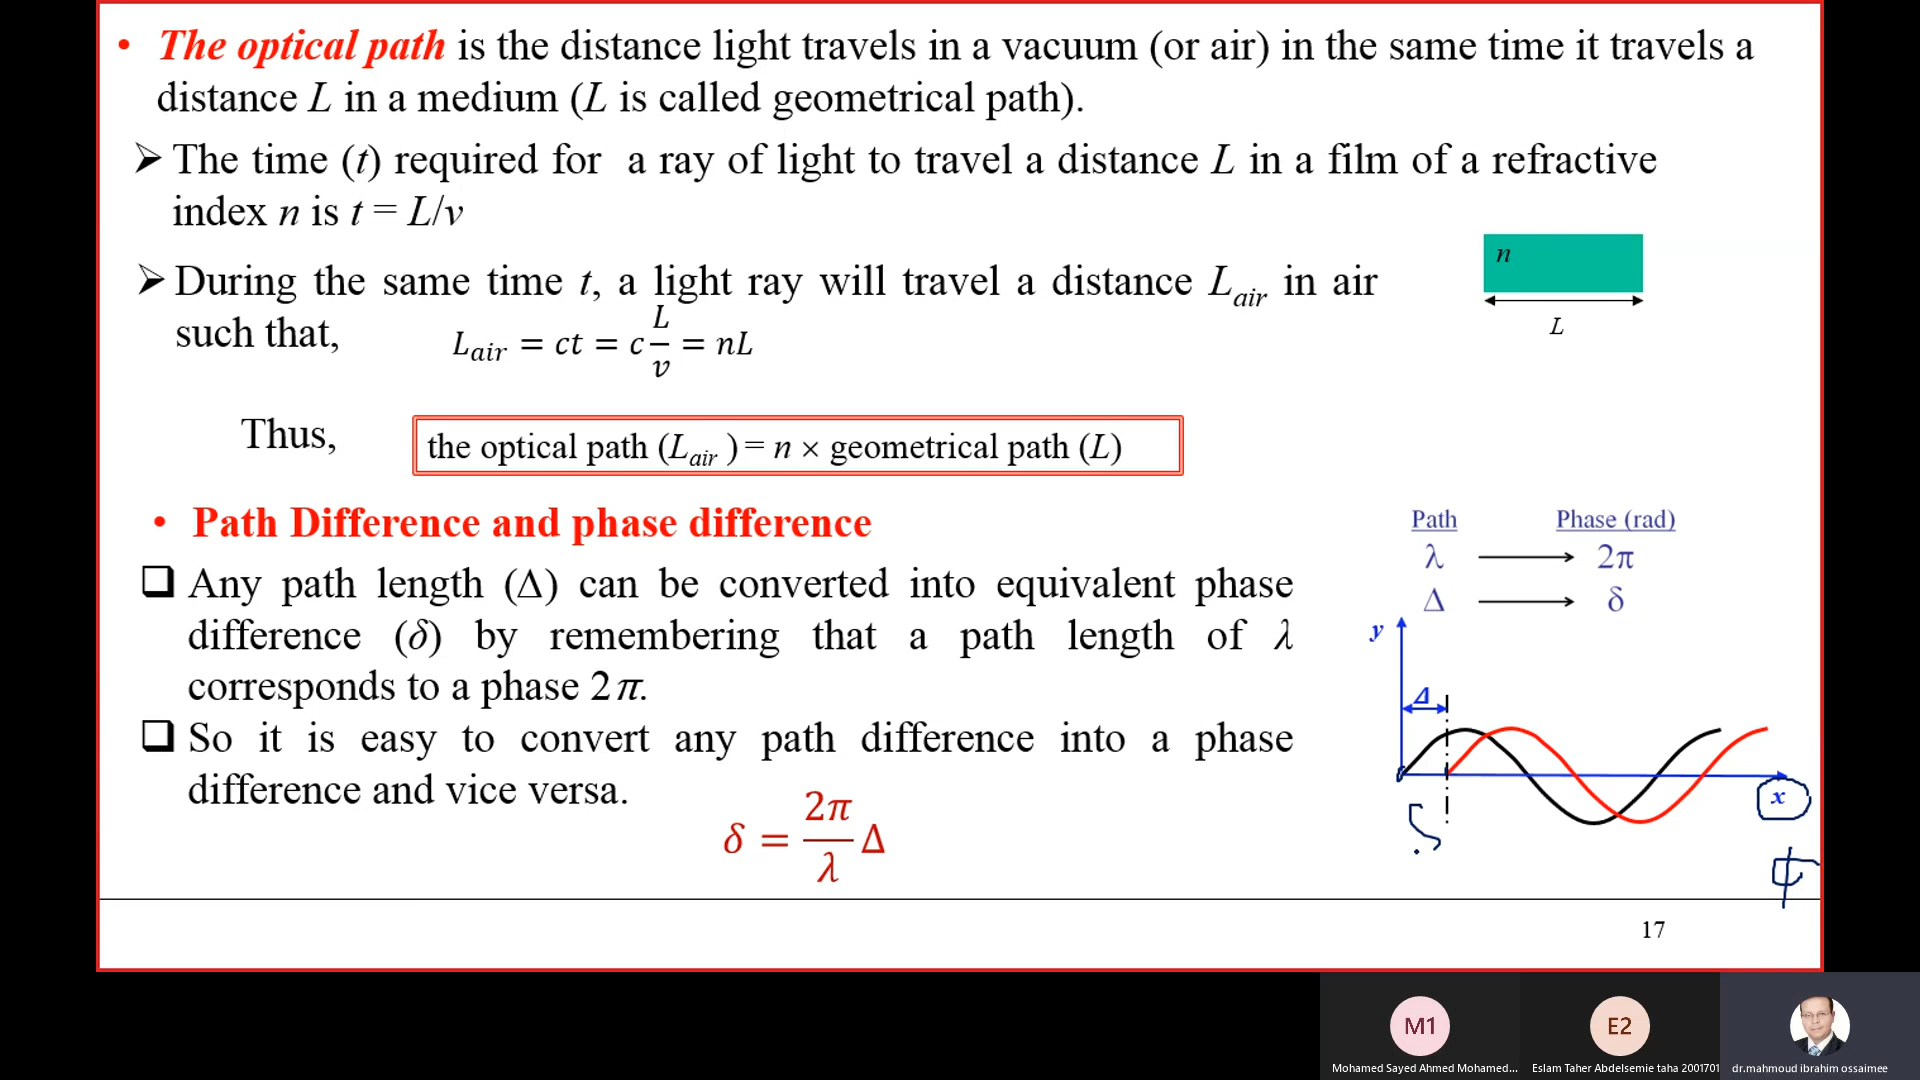 • The optical path is the distance light travels in a vacuum (or air) in the same time it travels a
distance L in a medium (L is called geometrical path).
➢ The time (t) required for a ray of light to travel a distance L in a film of a refractive
index n is t = L/v
➢ During the same time t, a light ray will travel a distance L_air in air
such that, L_air = ct = c L/v = nL
n
L
Thus, the optical path (L_air) = n × geometrical path (L)
• Path Difference and phase difference
❑ Any path length (Δ) can be converted into equivalent phase
difference (δ) by remembering that a path length of λ
corresponds to a phase 2π.
❑ So it is easy to convert any path difference into a phase
difference and vice versa.
δ = 2π/λ Δ
Path Phase (rad)
λ → 2π
Δ → δ
y
Δ
x
17
M1
E2
Mohamed Sayed Ahmed Mohamed...
Eslam Taher Abdelsemie taha 2001701
dr.mahmoud ibrahim ossaimee